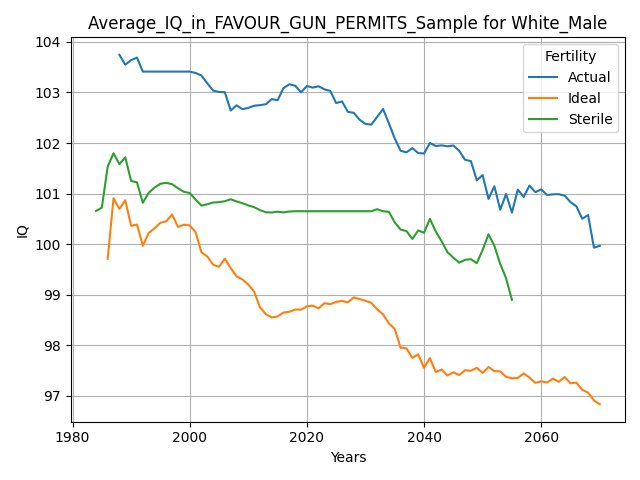 Average_IQ_in_FAVOUR_GUN_PERMITS_Sample for White_Male
104
103
102
101
100
99
98
97
IQ
Fertility
Actual
Ideal
Sterile
1980
2000
2020
2040
2060
Years